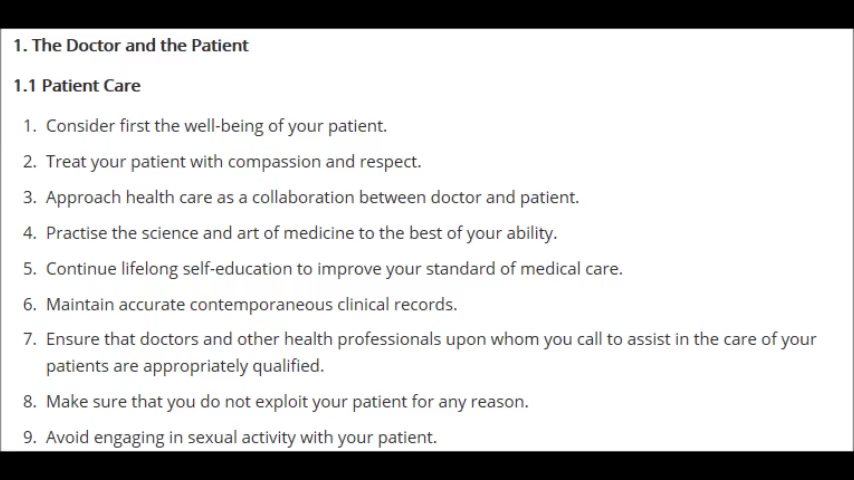 1. The Doctor and the Patient
1.1 Patient Care
1. Consider first the well-being of your patient.
2. Treat your patient with compassion and respect.
3. Approach health care as a collaboration between doctor and patient.
4. Practise the science and art of medicine to the best of your ability.
5. Continue lifelong self-education to improve your standard of medical care.
6. Maintain accurate contemporaneous clinical records.
7. Ensure that doctors and other health professionals upon whom you call to assist in the care of your
patients are appropriately qualified.
8. Make sure that you do not exploit your patient for any reason.
9. Avoid engaging in sexual activity with your patient.